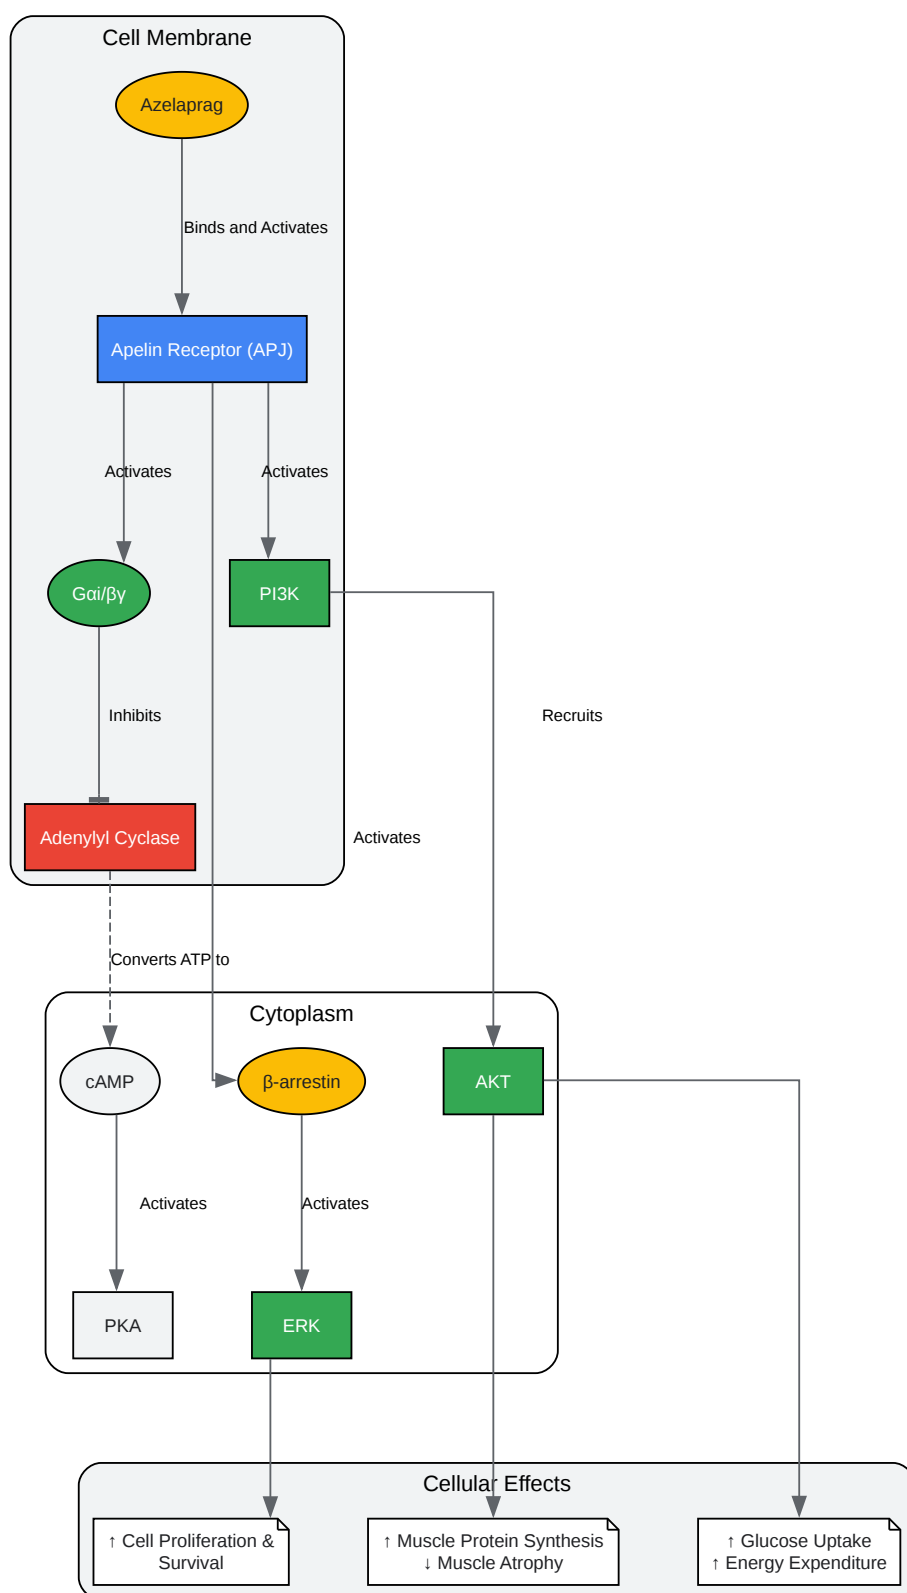 Cell Membrane
Azelaprag
Binds and Activates
Apelin Receptor (APJ)
Activates
Activates
Gαi/βγ
PI3K
Inhibits
Recruits
Adenylyl Cyclase
Activates
Converts ATP to
Cytoplasm
cAMP
β-arrestin
AKT
Activates
Activates
PKA
ERK
Cellular Effects
↑ Cell Proliferation &
Survival
↑ Muscle Protein Synthesis
↓ Muscle Atrophy
↑ Glucose Uptake
↑ Energy Expenditure